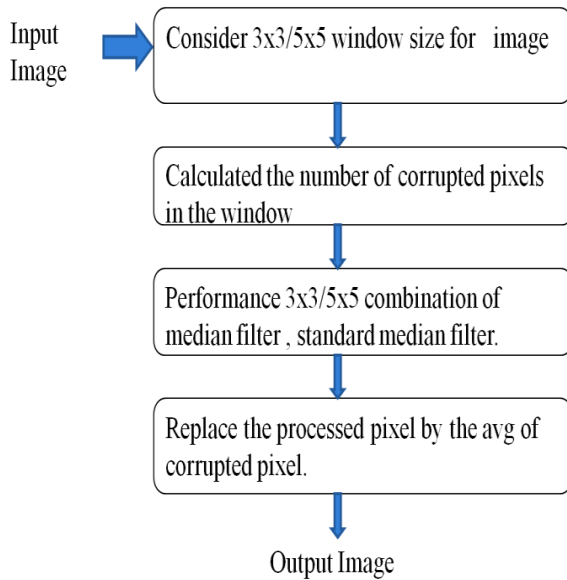 Input
Image
Consider 3x3/5x5 window size for image
Calculated the number of corrupted pixels
in the window
Performance 3x3/5x5 combination of
median filter , standard median filter.
Replace the processed pixel by the avg of
corrupted pixel.
Output Image